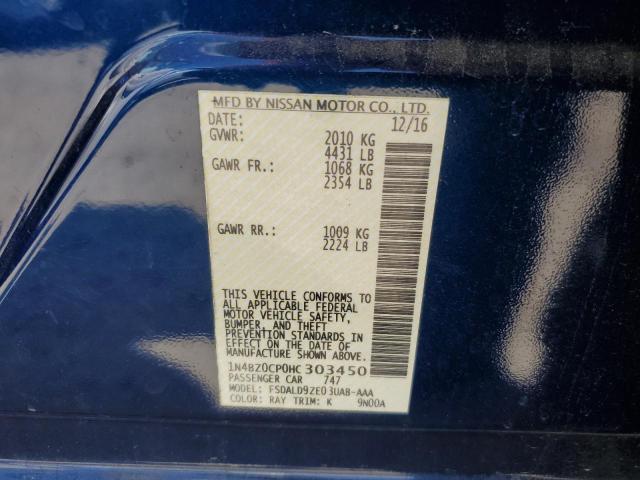 MFD BY NISSAN MOTOR CO., LTD.
DATE: 12/16
GVWR: 2010 KG
4431 LB
GAWR FR.: 1068 KG
2354 LB
GAWR RR.: 1009 KG
2224 LB
THIS VEHICLE CONFORMS TO
ALL APPLICABLE FEDERAL
MOTOR VEHICLE SAFETY,
BUMPER, AND THEFT
PREVENTION STANDARDS IN
EFFECT ON THE DATE OF
MANUFACTURE SHOWN ABOVE.
1N4BZ0CP0HC303450
PASSENGER CAR 747
MODEL: FSDALD9ZE03UAB-AAA
COLOR: RAY TRIM: K 9N00A